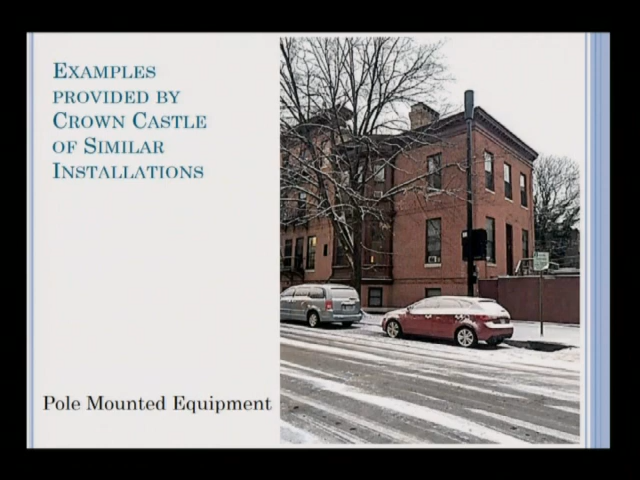 Examples
provided by
Crown Castle
of Similar
Installations
Pole Mounted Equipment